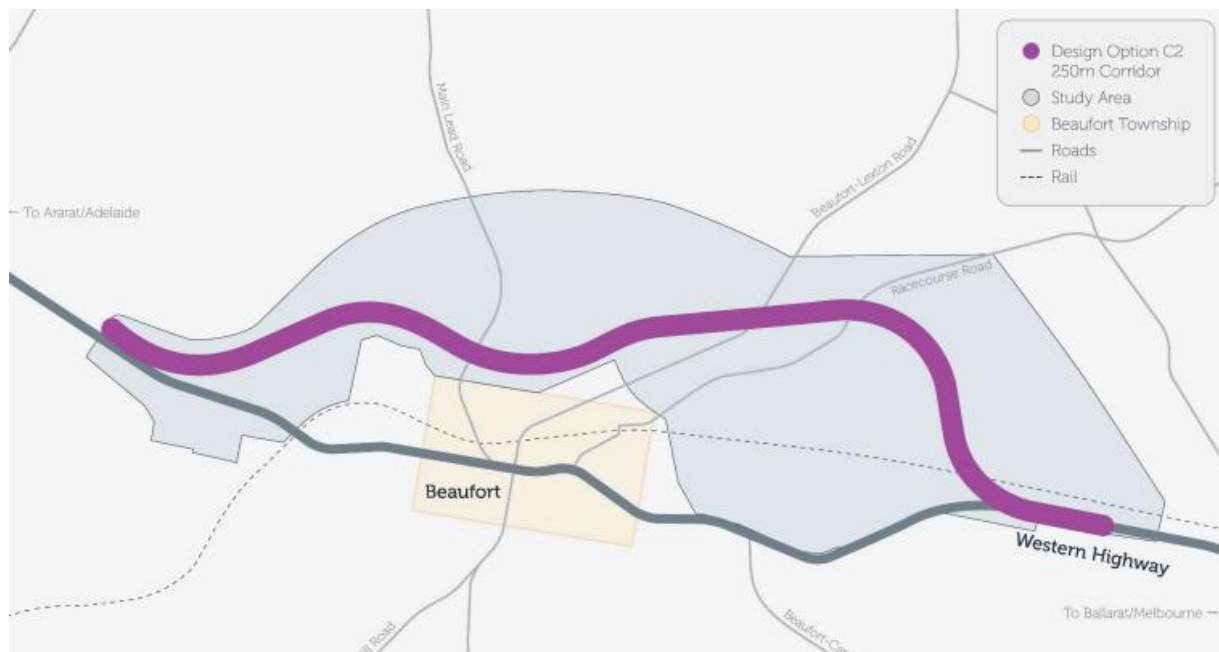 Design Option C2
250m Corridor
Study Area
Beaufort Township
Roads
Rail
Main Lead Road
Beaufort-Lexton Road
← To Ararat/Adelaide
Racecourse Road
Beaufort
Western Highway
To Ballarat/Melbourne →
Road